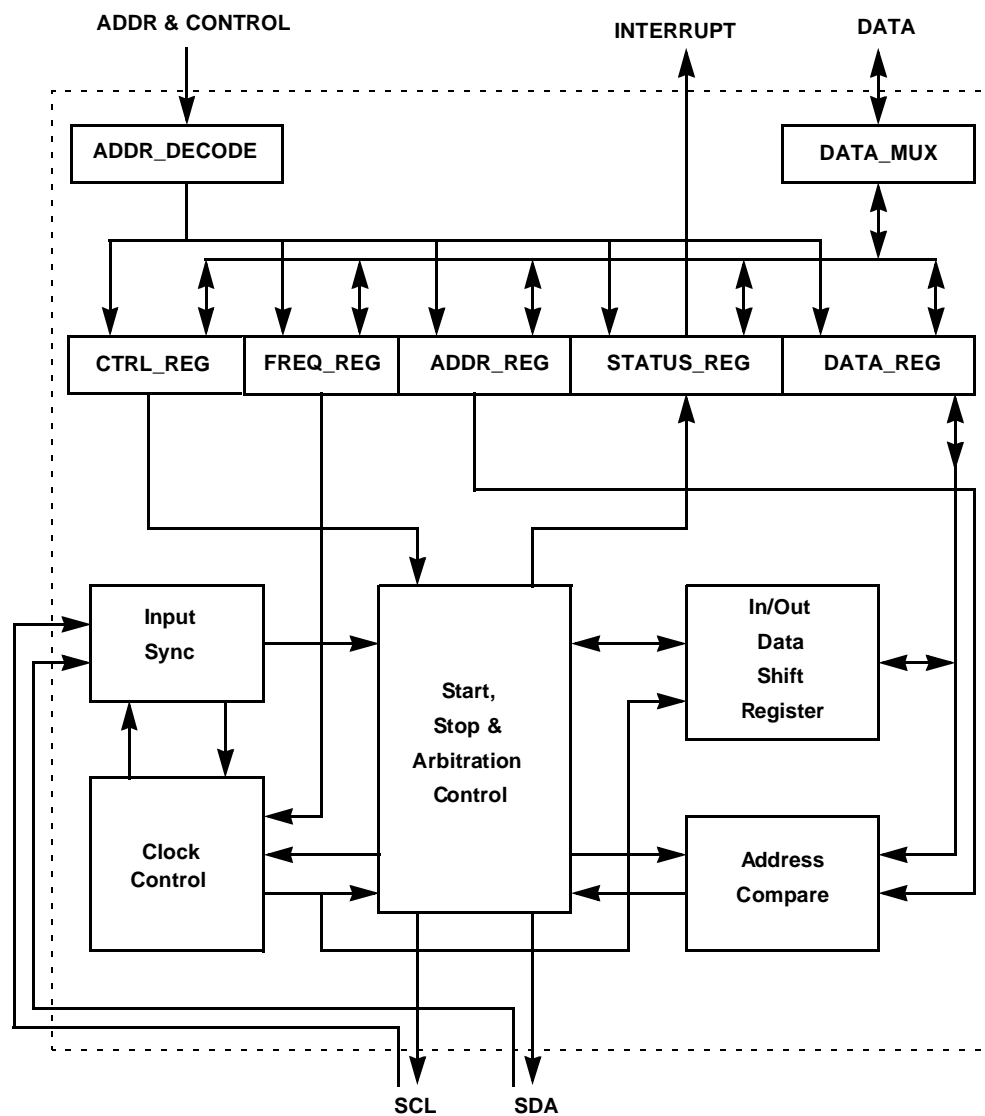 ADDR & CONTROL
INTERRUPT
DATA
ADDR_DECODE
DATA_MUX
CTRL_REG
FREQ_REG
ADDR_REG
STATUS_REG
DATA_REG
Input
Sync
Start,
Stop &
Arbitration
Control
In/Out
Data
Shift
Register
Clock
Control
Address
Compare
SCL
SDA